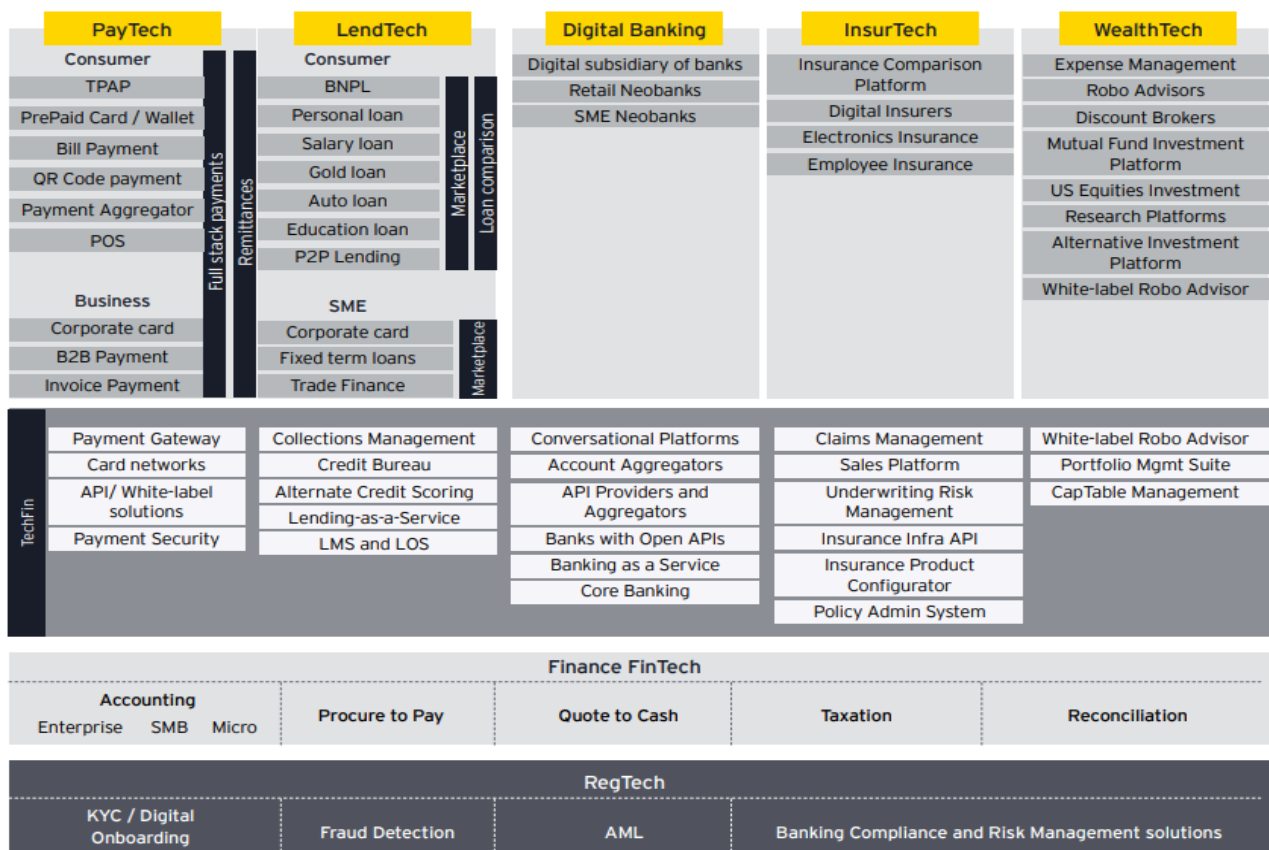 PayTech
Consumer
TPAP
PrePaid Card / Wallet
Bill Payment
QR Code payment
Payment Aggregator
POS
Business
Corporate card
B2B Payment
Invoice Payment
Full stack payments
Remittances
LendTech
Consumer
BNPL
Personal loan
Salary loan
Gold loan
Auto loan
Education loan
P2P Lending
Marketplace
Loan comparison
SME
Corporate card
Fixed term loans
Trade Finance
Marketplace
Digital Banking
Digital subsidiary of banks
Retail Neobanks
SME Neobanks
InsurTech
Insurance Comparison
Platform
Digital Insurers
Electronics Insurance
Employee Insurance
WealthTech
Expense Management
Robo Advisors
Discount Brokers
Mutual Fund Investment
Platform
US Equities Investment
Research Platforms
Alternative Investment
Platform
White-label Robo Advisor
TechFin
Payment Gateway
Card networks
API/ White-label
solutions
Payment Security
Collections Management
Credit Bureau
Alternate Credit Scoring
Lending-as-a-Service
LMS and LOS
Conversational Platforms
Account Aggregators
API Providers and
Aggregators
Banks with Open APIs
Banking as a Service
Core Banking
Claims Management
Sales Platform
Underwriting Risk
Management
Insurance Infra API
Insurance Product
Configurator
Policy Admin System
White-label Robo Advisor
Portfolio Mgmt Suite
CapTable Management
Finance FinTech
Accounting
Enterprise SMB Micro
Procure to Pay
Quote to Cash
Taxation
Reconciliation
RegTech
KYC / Digital
Onboarding
Fraud Detection
AML
Banking Compliance and Risk Management solutions